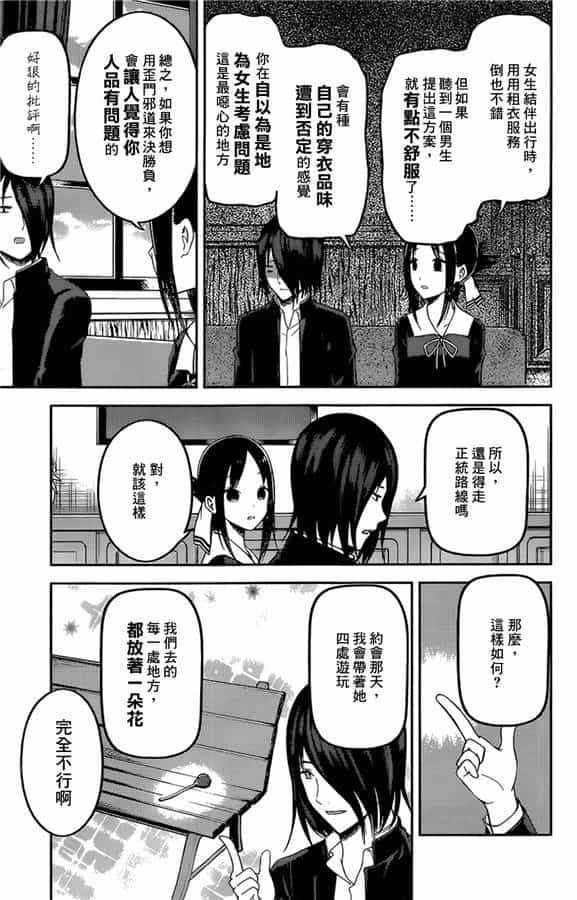 女生結伴出行時，
用用租衣服務
倒也不錯
但如果
聽到一個男生
提出這方案，
就有點不舒服了……
會有種
自己的穿衣品味
遭到否定的感覺
你在自以為是地
為女生考慮問題
這是最噁心的地方
總之，如果你想
用歪門邪道來決勝負，
會讓人覺得你
人品有問題的
好狠的批評啊……
所以，
還是得走
正統路線嗎
對，
就該這樣
那麼，
這樣如何？
約會那天，
我會帶著她
四處遊玩
我們去的
每一處地方，
都放著一朵花
完全不行啊